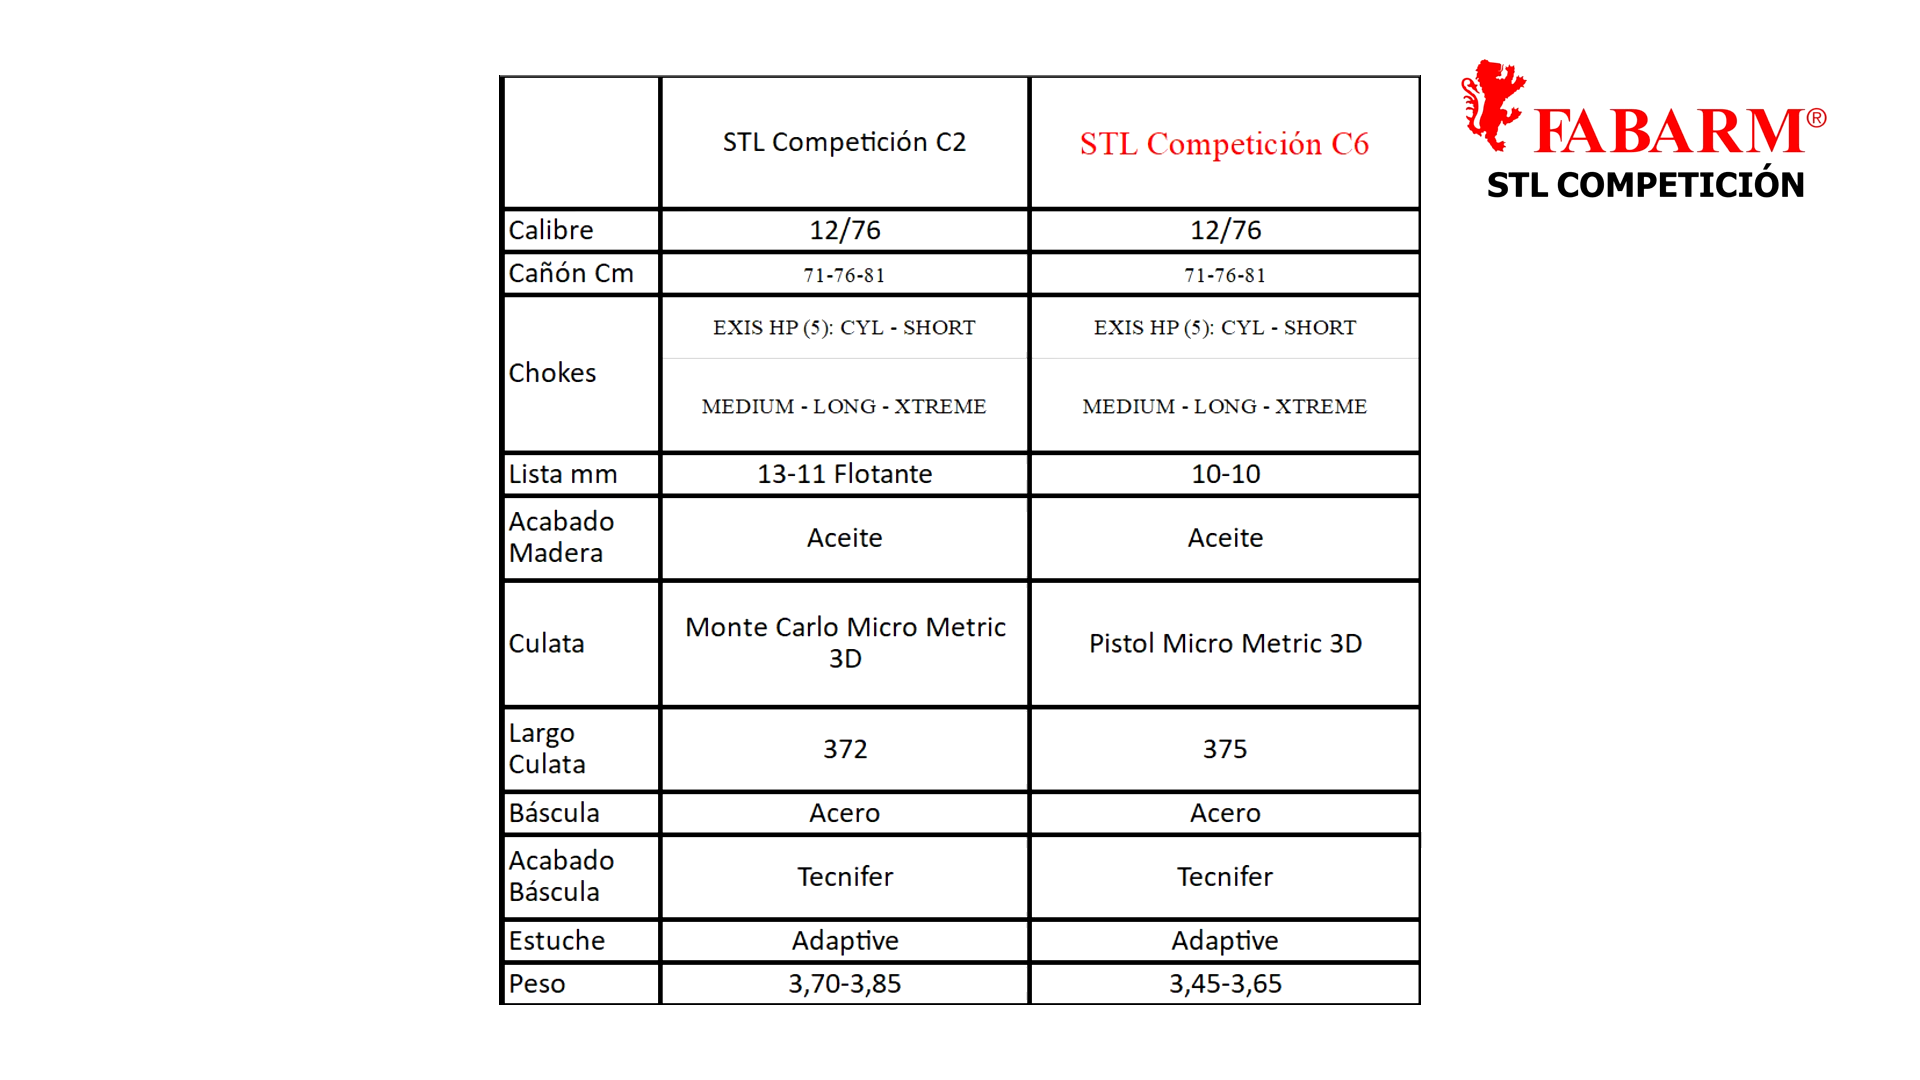 STL Competición C2
STL Competición C6
FABARM®
STL COMPETICIÓN
Calibre
12/76
12/76
Cañón Cm
71-76-81
71-76-81
Chokes
EXIS HP (5): CYL - SHORT
MEDIUM - LONG - XTREME
EXIS HP (5): CYL - SHORT
MEDIUM - LONG - XTREME
Lista mm
13-11 Flotante
10-10
Acabado
Madera
Aceite
Aceite
Culata
Monte Carlo Micro Metric
3D
Pistol Micro Metric 3D
Largo
Culata
372
375
Báscula
Acero
Acero
Acabado
Báscula
Tecnifer
Tecnifer
Estuche
Adaptive
Adaptive
Peso
3,70-3,85
3,45-3,65